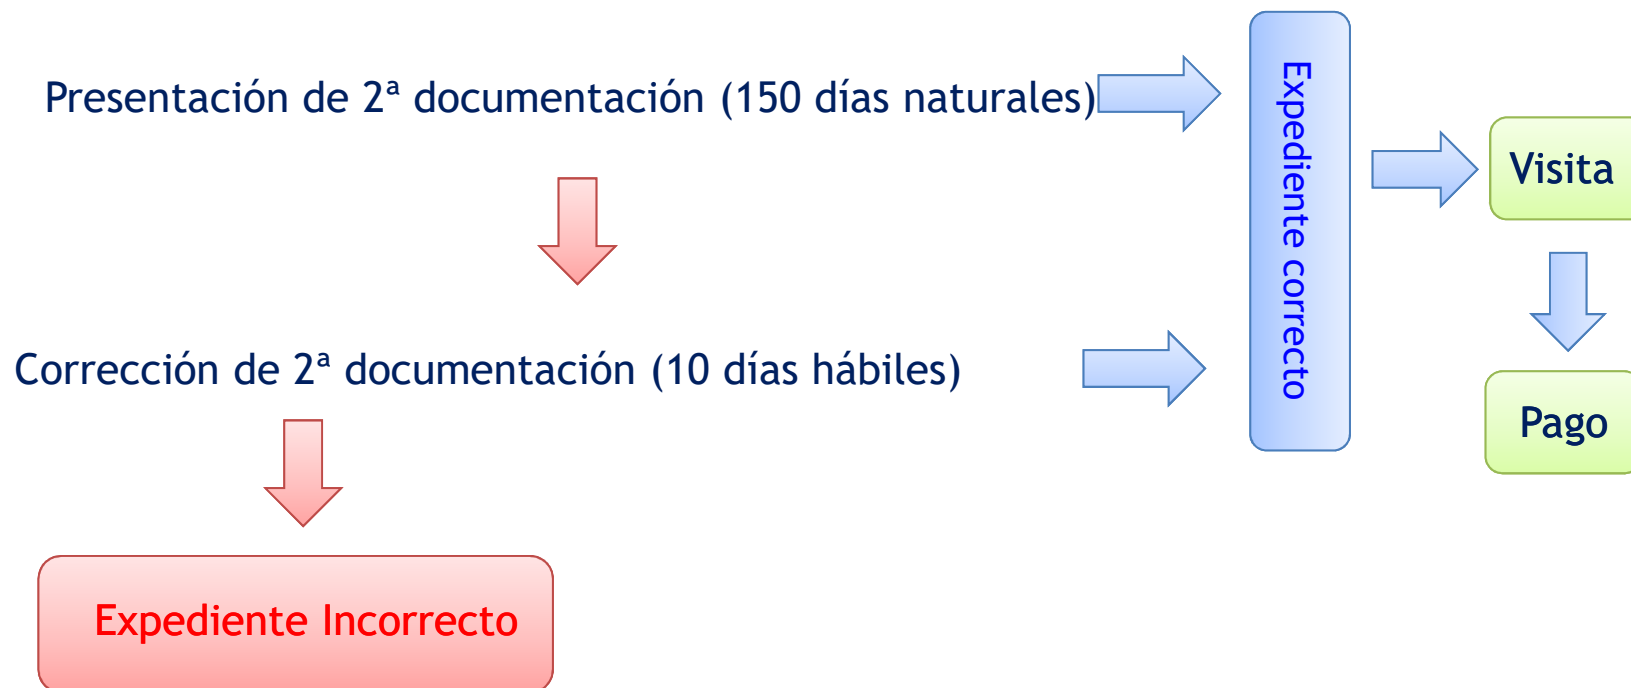 Presentación de 2ª documentación (150 días naturales)
Expediente correcto
Visita
Corrección de 2ª documentación (10 días hábiles)
Pago
Expediente Incorrecto